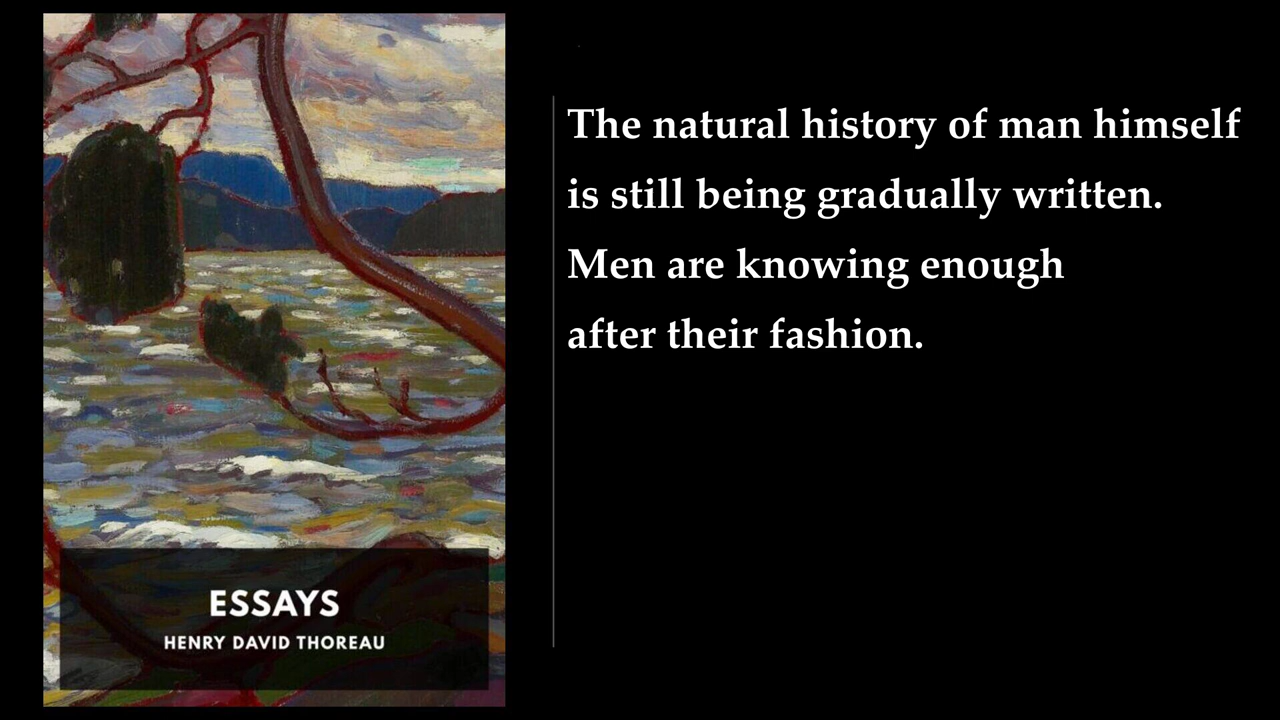 ESSAYS
HENRY DAVID THOREAU
The natural history of man himself
is still being gradually written.
Men are knowing enough
after their fashion.